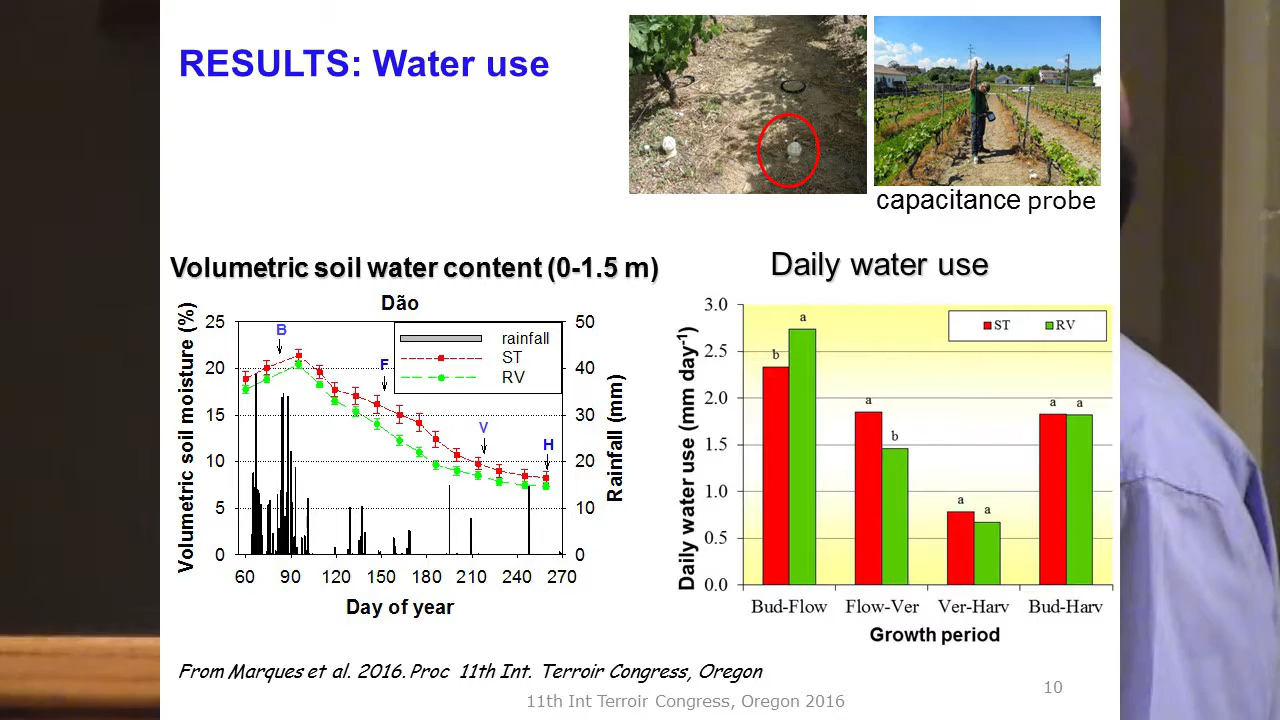 RESULTS: Water use
capacitance probe
Volumetric soil water content (0-1.5 m)
Dão
Volumetric soil moisture (%)
25
20
15
10
5
0
B
F
V
H
rainfall
ST
RV
50
40
30
20
10
0
Rainfall (mm)
60 90 120 150 180 210 240 270
Day of year
Daily water use
Daily water use (mm day-1)
3.0
2.5
2.0
1.5
1.0
0.5
0.0
ST RV
b a
a b
a a
a a
Bud-Flow Flow-Ver Ver-Harv Bud-Harv
Growth period
From Marques et al. 2016. Proc 11th Int. Terroir Congress, Oregon
11th Int Terroir Congress, Oregon 2016
10